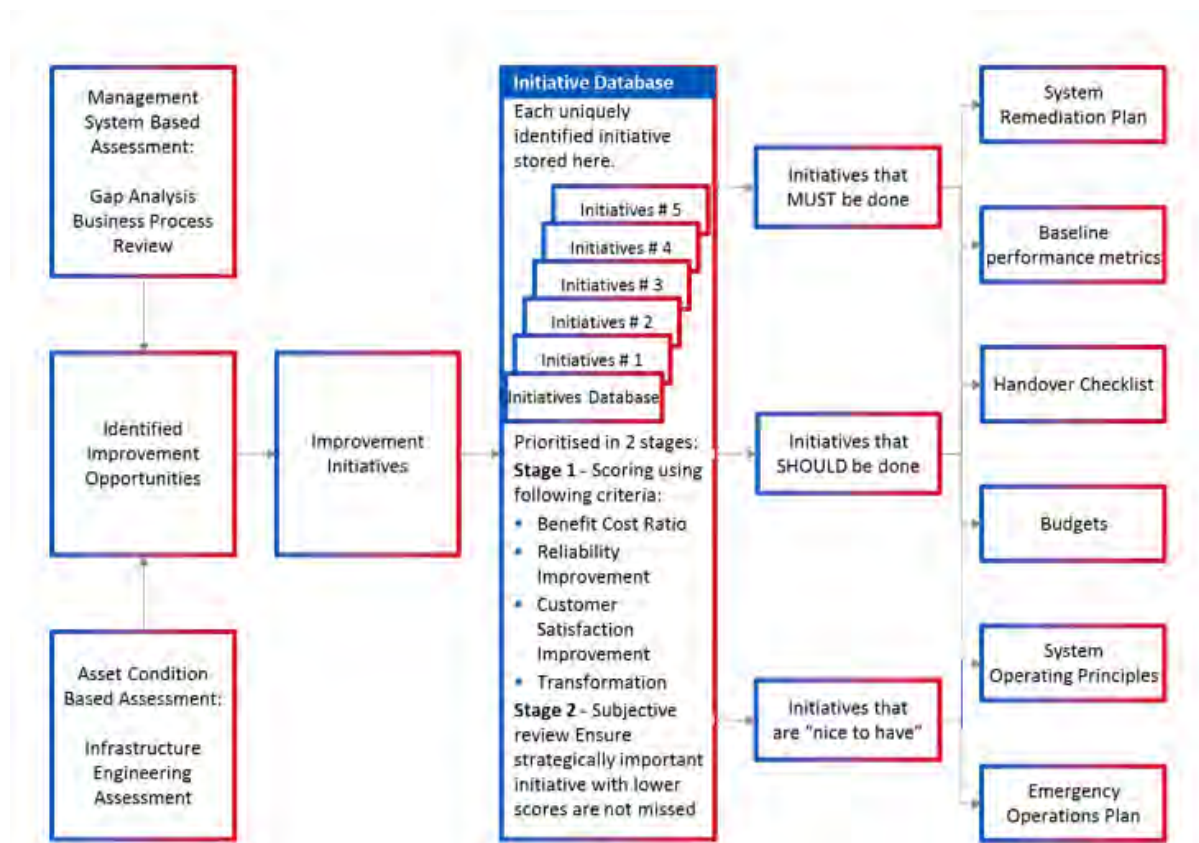 Management
System Based
Assessment:
Gap Analysis
Business Process
Review
Identified
Improvement
Opportunities
Asset Condition
Based Assessment:
Infrastructure
Engineering
Assessment
Improvement
Initiatives
Initiative Database
Each uniquely
identified initiative
stored here.
Initiatives # 5
Initiatives # 4
Initiatives # 3
Initiatives # 2
Initiatives # 1
Initiatives Database
Prioritised in 2 stages:
Stage 1 - Scoring using
following criteria:
• Benefit Cost Ratio
• Reliability
Improvement
• Customer
Satisfaction
Improvement
• Transformation
Stage 2 - Subjective
review Ensure
strategically important
initiative with lower
scores are not missed
Initiatives that
MUST be done
Initiatives that
SHOULD be done
Initiatives that
are "nice to have"
System
Remediation Plan
Baseline
performance metrics
Handover Checklist
Budgets
System
Operating Principles
Emergency
Operations Plan